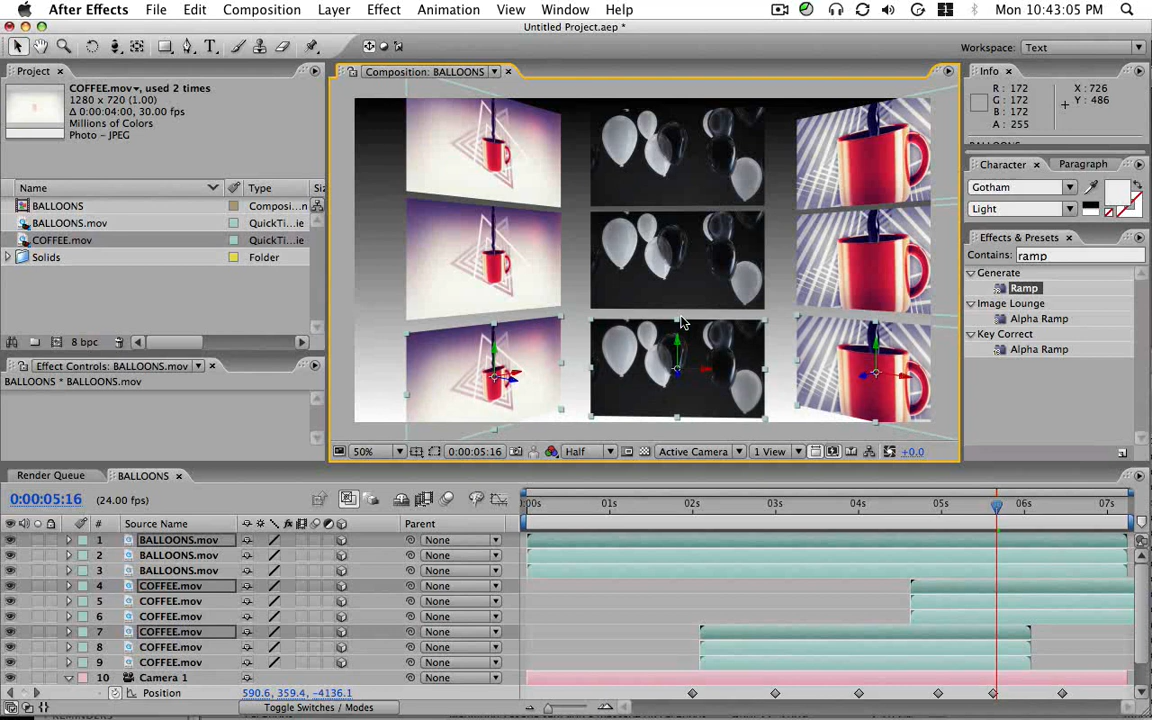 After Effects File Edit Composition Layer Effect Animation View Window Help Mon 10:43:05 PM
Untitled Project.aep *
Workspace: Text
Project
COFFEE.mov, used 2 times
1280 x 720 (1.00)
Δ 0:00:04:00, 30.00 fps
Millions of Colors
Photo - JPEG
Name Type Si
BALLOONS Composi...n
BALLOONS.mov QuickTi...ie
COFFEE.mov QuickTi...ie
Solids Folder
8 bpc
Effect Controls: BALLOONS.mov
BALLOONS * BALLOONS.mov
Composition: BALLOONS
50% 0:00:05:16 Half Active Camera 1 View +0.0
Info
R : 172
G : 172
B : 172
A : 255
X : 726
Y : 486
Character Paragraph
Gotham
Light
Effects & Presets
Contains: ramp
Generate
Ramp
Image Lounge
Alpha Ramp
Key Correct
Alpha Ramp
Render Queue BALLOONS
0:00:05:16 (24.00 fps)
:00s 01s 02s 03s 04s 05s 06s 07s
# Source Name Parent
1 BALLOONS.mov None
2 BALLOONS.mov None
3 BALLOONS.mov None
4 COFFEE.mov None
5 COFFEE.mov None
6 COFFEE.mov None
7 COFFEE.mov None
8 COFFEE.mov None
9 COFFEE.mov None
10 Camera 1 None
Position 590.6, 359.4, -4136.1
Toggle Switches / Modes